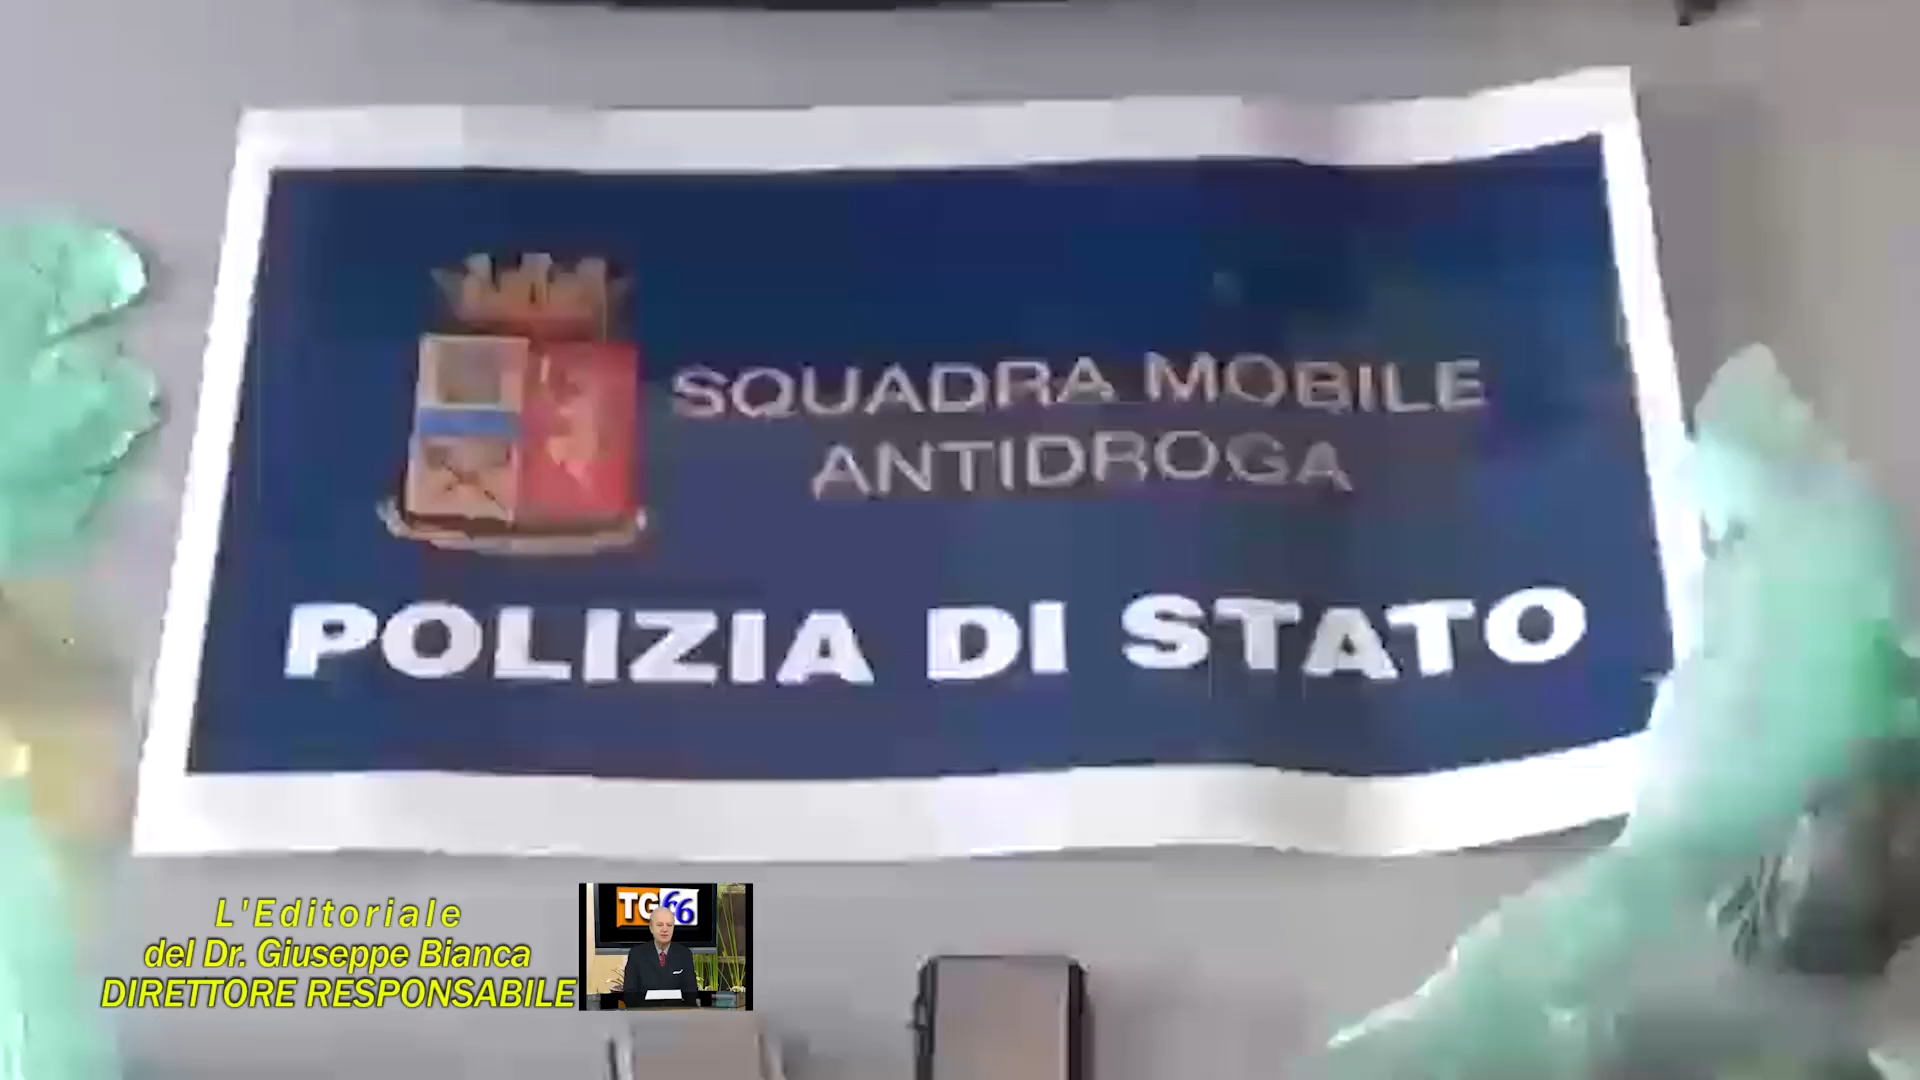 SQUADRA MOBILE
ANTIDROGA
POLIZIA DI STATO
L'Editoriale
del Dr. Giuseppe Bianca
DIRETTORE RESPONSABILE
TG66